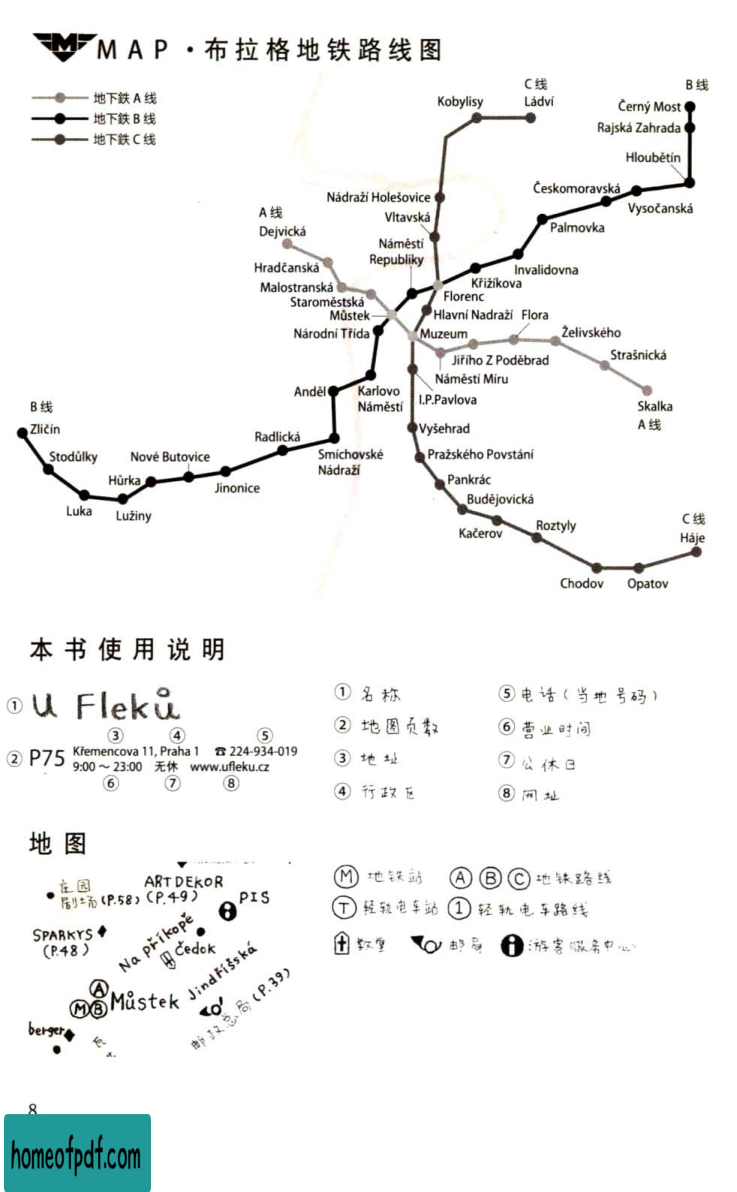 M MAP · 布拉格地铁路线图
地下鉄 A 线
地下鉄 B 线
地下鉄 C 线
C 线
Kobylisy
Ládví
B 线
Černý Most
Rajská Zahrada
Hloubětín
Českomoravská
Vysočanská
Nádraží Holešovice
Vltavská
Palmovka
A 线
Dejvická
Náměstí
Republiky
Invalidovna
Hradčanská
Křižíkova
Malostranská
Florenc
Staroměstská
Můstek
Hlavní Nadraží
Flora
Národní Třída
Muzeum
Želivského
Jiřího Z Poděbrad
Strašnická
Náměstí Míru
Anděl
Karlovo
Náměstí
I.P.Pavlova
Skalka
A 线
B 线
Zličín
Vyšehrad
Radlická
Stodůlky
Nové Butovice
Smíchovské
Nádraží
Pražského Povstání
Hůrka
Jinonice
Pankrác
Luka
Lužiny
Budějovická
Kačerov
Roztyly
C 线
Háje
Chodov
Opatov
本书使用说明
① U Fleků
③ ④ ⑤
② P75 Křemencova 11, Praha 1 ☎ 224-934-019
9:00 ～ 23:00 无休 www.ufleku.cz
⑥ ⑦ ⑧
① 名称
② 地图页数
③ 地址
④ 行政区
⑤ 电话（当地号码）
⑥ 营业时间
⑦ 公休日
⑧ 网址
地图
庄园
剧场 (P.58)
ART DEKOR
(P.49)
PIS
SPARKYS
(P.48)
Na příkopě
Čedok
Jindřišská
A
M B Můstek
邮政总局 (P.39)
berger
M 地铁站 A B C 地铁路线
T 轻轨电车站 1 轻轨电车路线
教堂 邮局 i 游客服务中心
8
homeofpdf.com